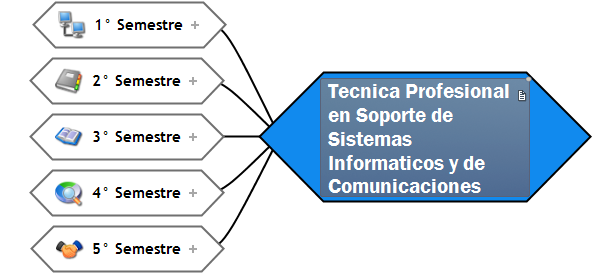 1° Semestre +
2° Semestre +
3° Semestre +
4° Semestre +
5° Semestre +
Tecnica Profesional
en Soporte de
Sistemas
Informaticos y de
Comunicaciones